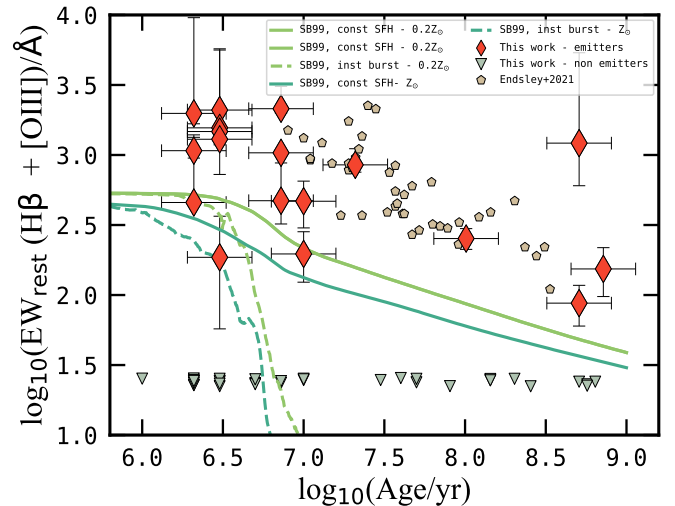 SB99, const SFH - 0.2Z☉
SB99, const SFH - 0.2Z☉
SB99, inst burst - 0.2Z☉
SB99, const SFH- Z☉
SB99, inst burst - Z☉
This work - emitters
This work - non emitters
Endsley+2021
log₁₀(EW_rest (Hβ + [OIII])/Å)
4.0
3.5
3.0
2.5
2.0
1.5
1.0
6.0 6.5 7.0 7.5 8.0 8.5 9.0
log₁₀(Age/yr)